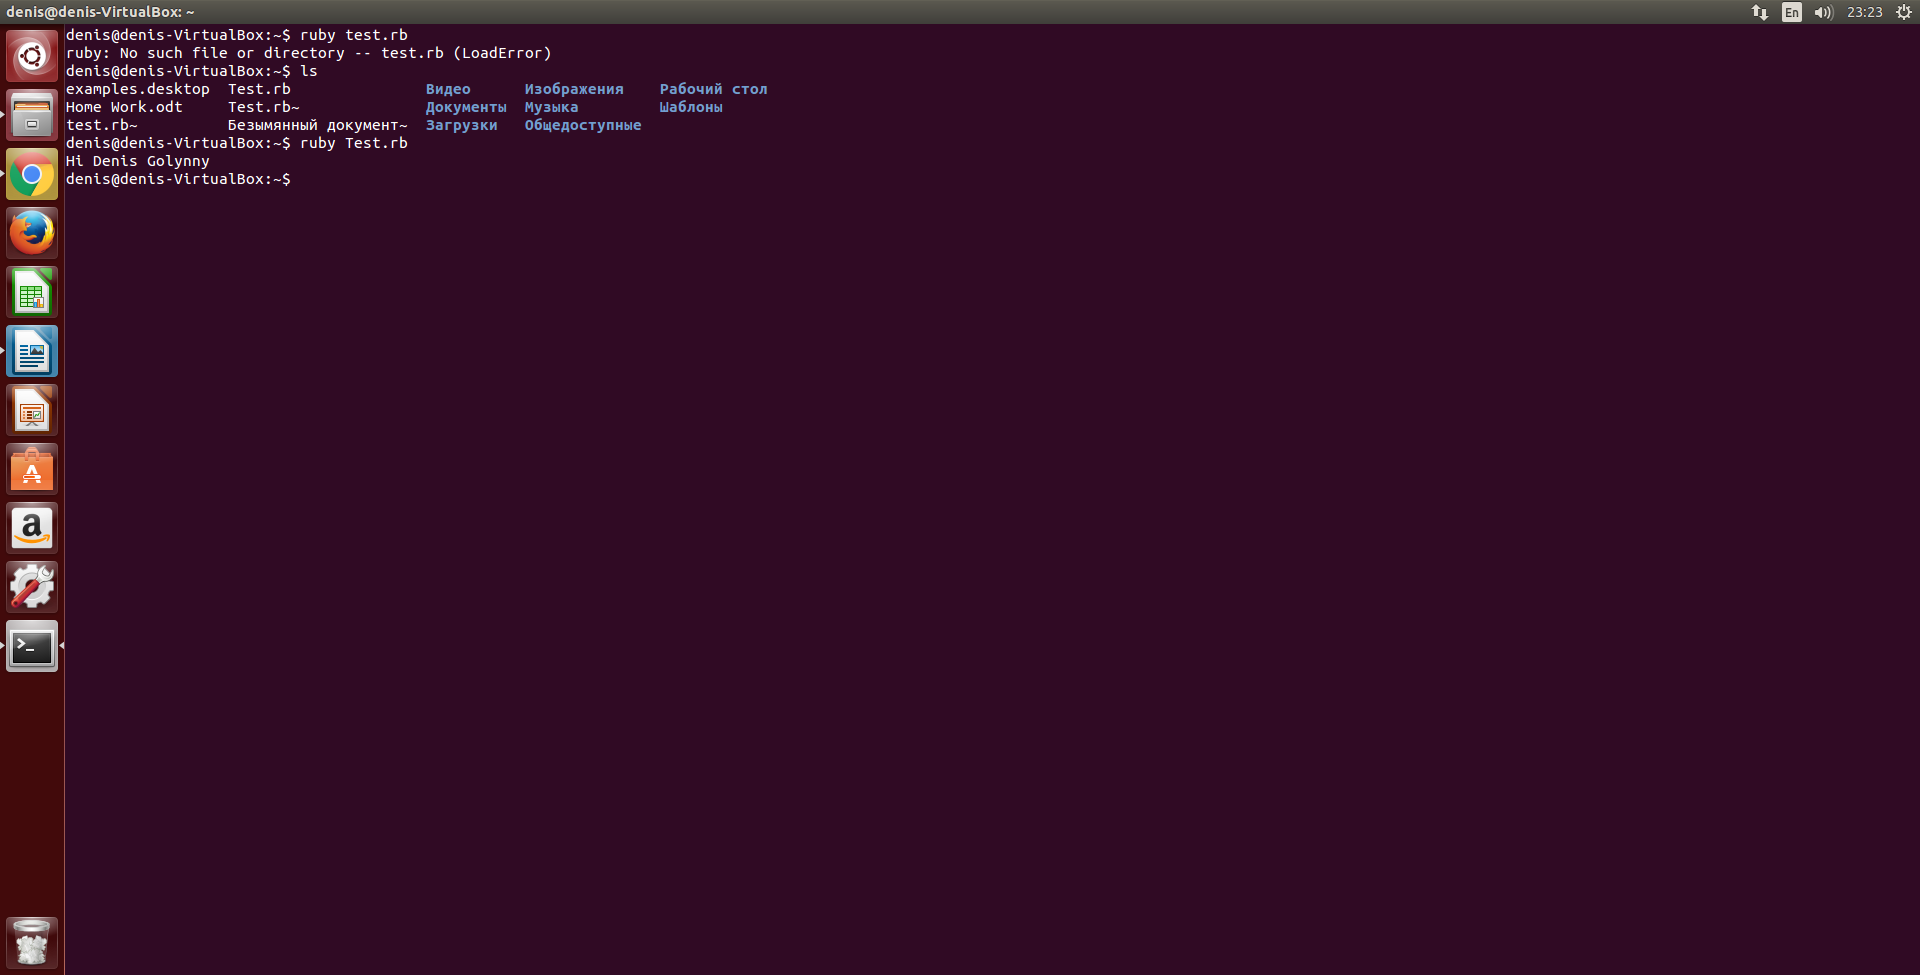 denis@denis-VirtualBox: ~
En
23:23
denis@denis-VirtualBox:~$ ruby test.rb
ruby: No such file or directory -- test.rb (LoadError)
denis@denis-VirtualBox:~$ ls
examples.desktop  Test.rb               Видео      Изображения    Рабочий стол
Home Work.odt     Test.rb~              Документы  Музыка         Шаблоны
test.rb~          Безымянный документ~  Загрузки   Общедоступные
denis@denis-VirtualBox:~$ ruby Test.rb
Hi Denis Golynny
denis@denis-VirtualBox:~$